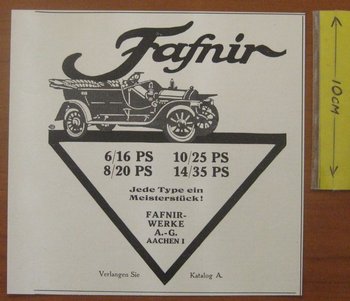 Fafnir
6/16 PS 10/25 PS
8/20 PS 14/35 PS
Jede Type ein
Meisterstück!
FAFNIR-
WERKE
A.-G.
AACHEN I
Verlangen Sie Katalog A.
10CM